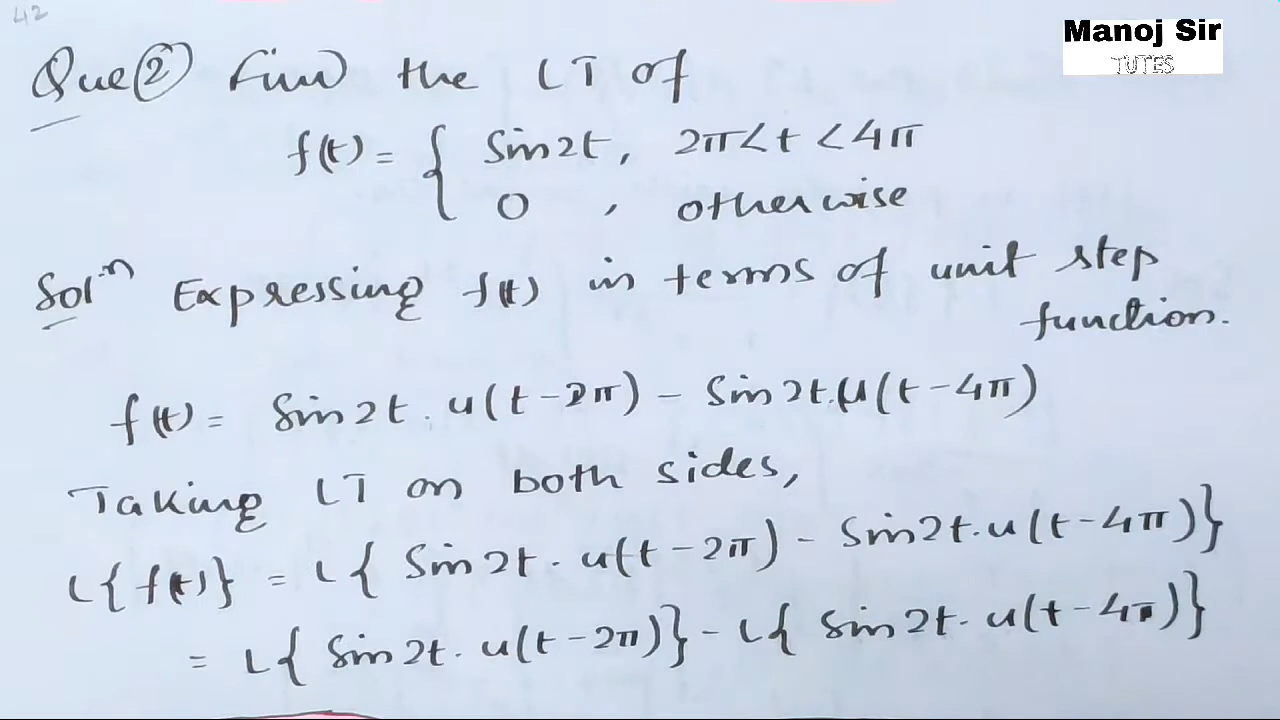 42
Manoj Sir
TUTES
Que② Find the LT of
f(t) = { sin2t, 2π<t<4π
0 , otherwise
Solⁿ Expressing f(t) in terms of unit step
function.
f(t) = sin2t. u(t-2π) - sin2t.u(t-4π)
Taking LT on both sides,
L{f(t)} = L{ sin2t. u(t-2π) - sin2t.u(t-4π)}
= L{ sin2t. u(t-2π)} - L{ sin2t. u(t-4π)}